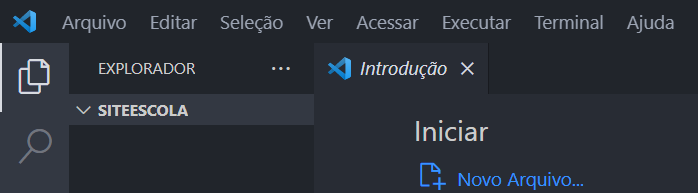 Arquivo Editar Seleção Ver Acessar Executar Terminal Ajuda
EXPLORADOR ... Introdução
SITEESCOLA
Iniciar
Novo Arquivo...